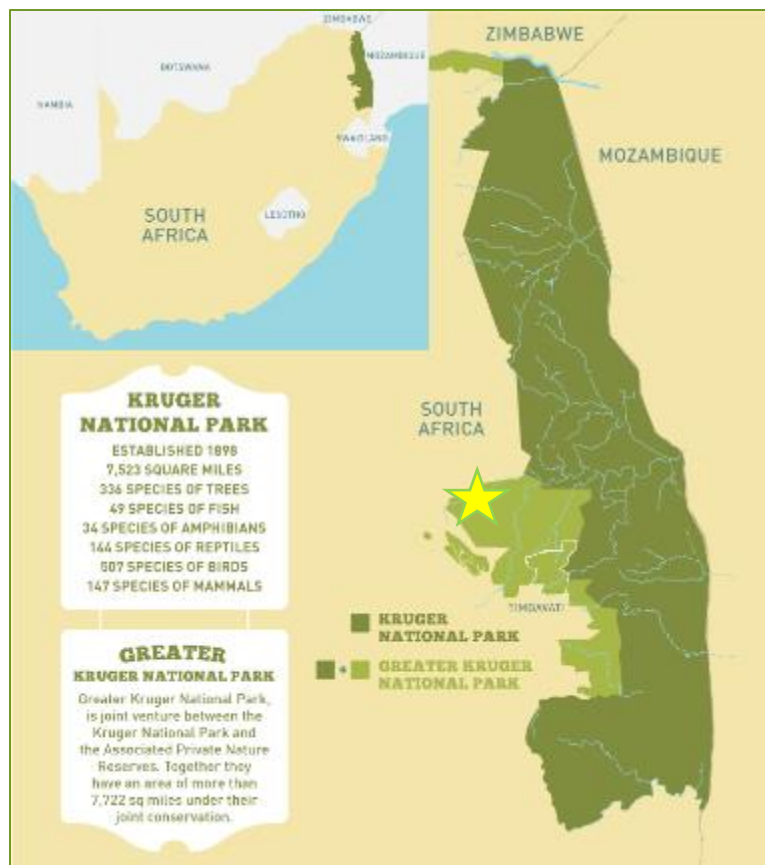 ZIMBABWE
MOZAMBIQUE
BOTSWANA
NAMIBIA
SWAZILAND
SOUTH
AFRICA
LESOTHO
ZIMBABWE
MOZAMBIQUE
SOUTH
AFRICA
TIMBAVATI
KRUGER
NATIONAL PARK
ESTABLISHED 1898
7,523 SQUARE MILES
336 SPECIES OF TREES
49 SPECIES OF FISH
34 SPECIES OF AMPHIBIANS
144 SPECIES OF REPTILES
507 SPECIES OF BIRDS
147 SPECIES OF MAMMALS
KRUGER
NATIONAL PARK
+ GREATER KRUGER
NATIONAL PARK
GREATER
KRUGER NATIONAL PARK
Greater Kruger National Park,
is joint venture between the
Kruger National Park and
the Associated Private Nature
Reserves. Together they
have an area of more than
7,722 sq miles under their
joint conservation.